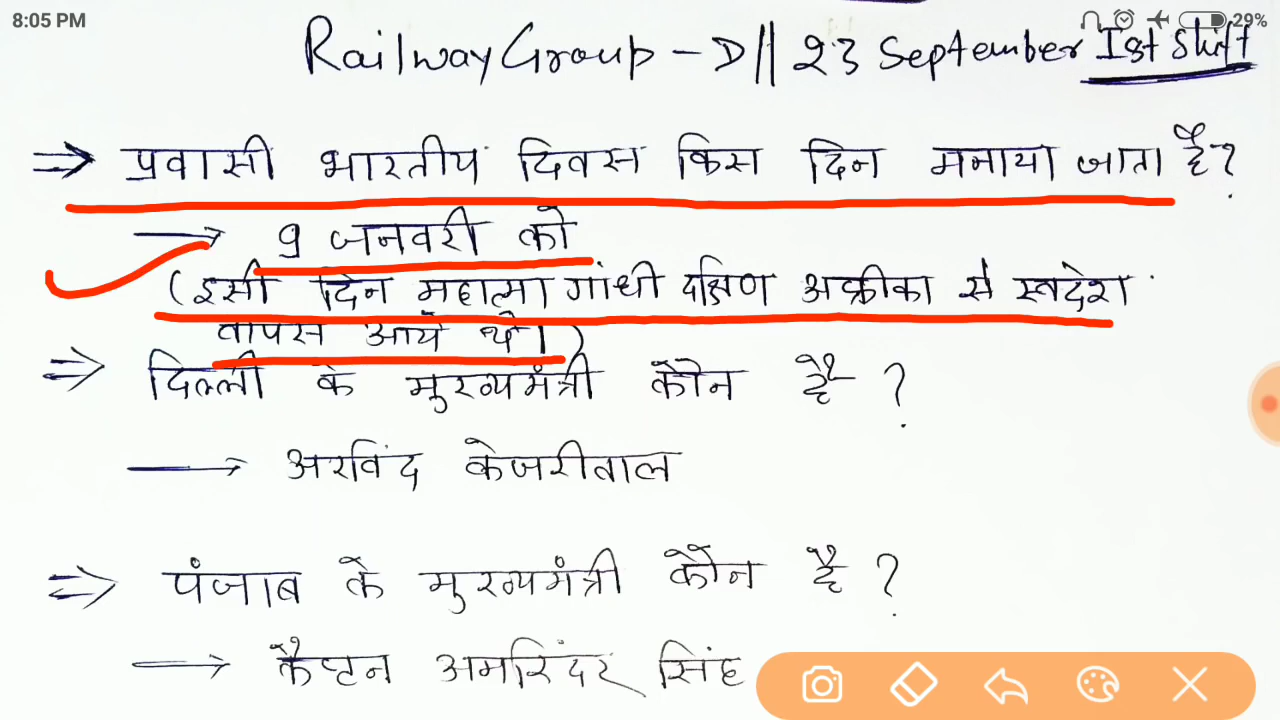 8:05 PM
29%
Railway Group - D || 23 September Ist Shift
⇒ प्रवासी भारतीय दिवस किस दिन मनाया जाता है?
→ 9 जनवरी को
(इसी दिन महात्मा गांधी दक्षिण अफ्रीका से स्वदेश
वापस आये थे।)
⇒ दिल्ली के मुख्यमंत्री कौन है?
→ अरविंद केजरीवाल
⇒ पंजाब के मुख्यमंत्री कौन है?
→ कैप्टन अमरिंदर सिंह